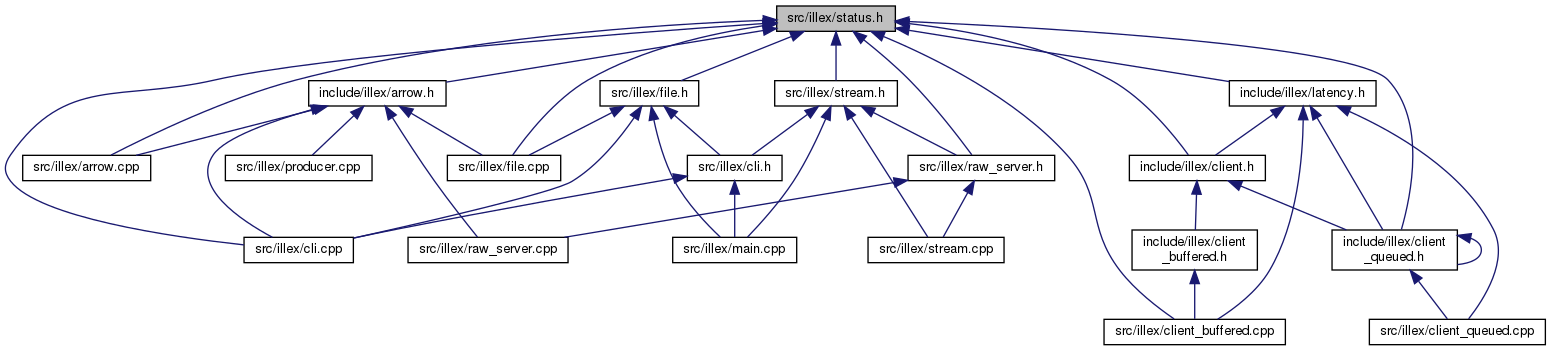 src/illex/status.h
include/illex/arrow.h
src/illex/file.h
src/illex/stream.h
include/illex/latency.h
src/illex/arrow.cpp
src/illex/producer.cpp
src/illex/file.cpp
src/illex/cli.h
src/illex/raw_server.h
include/illex/client.h
src/illex/cli.cpp
src/illex/raw_server.cpp
src/illex/main.cpp
src/illex/stream.cpp
include/illex/client
_buffered.h
include/illex/client
_queued.h
src/illex/client_buffered.cpp
src/illex/client_queued.cpp